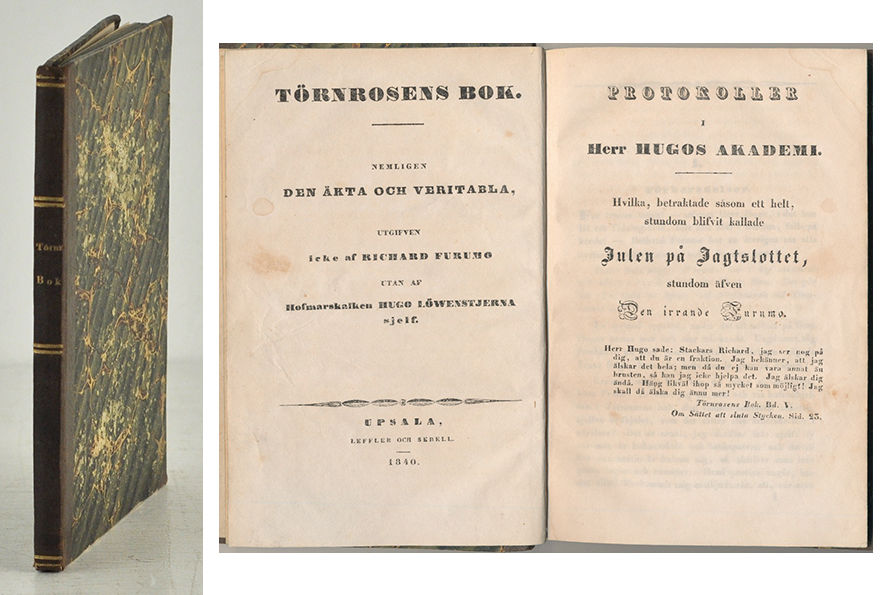 Törnr
Bok
TÖRNROSENS BOK.
NEMLIGEN
DEN ÄKTA OCH VERITABLA,
UTGIFVEN
icke af RICHARD FURUMO
UTAN AF
Hofmarskalken HUGO LÖWENSTJERNA
sjelf.
UPSALA,
LEFFLER OCH SEBELL.
1840.
PROTOKOLLER
I
Herr HUGOS AKADEMI.
Hvilka, betraktade såsom ett helt,
stundom blifvit kallade
Julen på Jagtslottet,
stundom äfven
Den irrande Furumo.
Herr Hugo sade: Stackars Richard, jag ser nog på
dig, att du är en fraktion. Jag bekänner, att jag
älskar det hela; men då du ej kan vara annat än
brusten, så kan jag icke hjelpa det. Jag älskar dig
ändå. Häng likväl ihop så mycket som möjligt! Jag
skall då älska dig ännu mer!
Törnrosens Bok. Bd. V.
Om Sättet att sluta Stycken. Sid. 23.